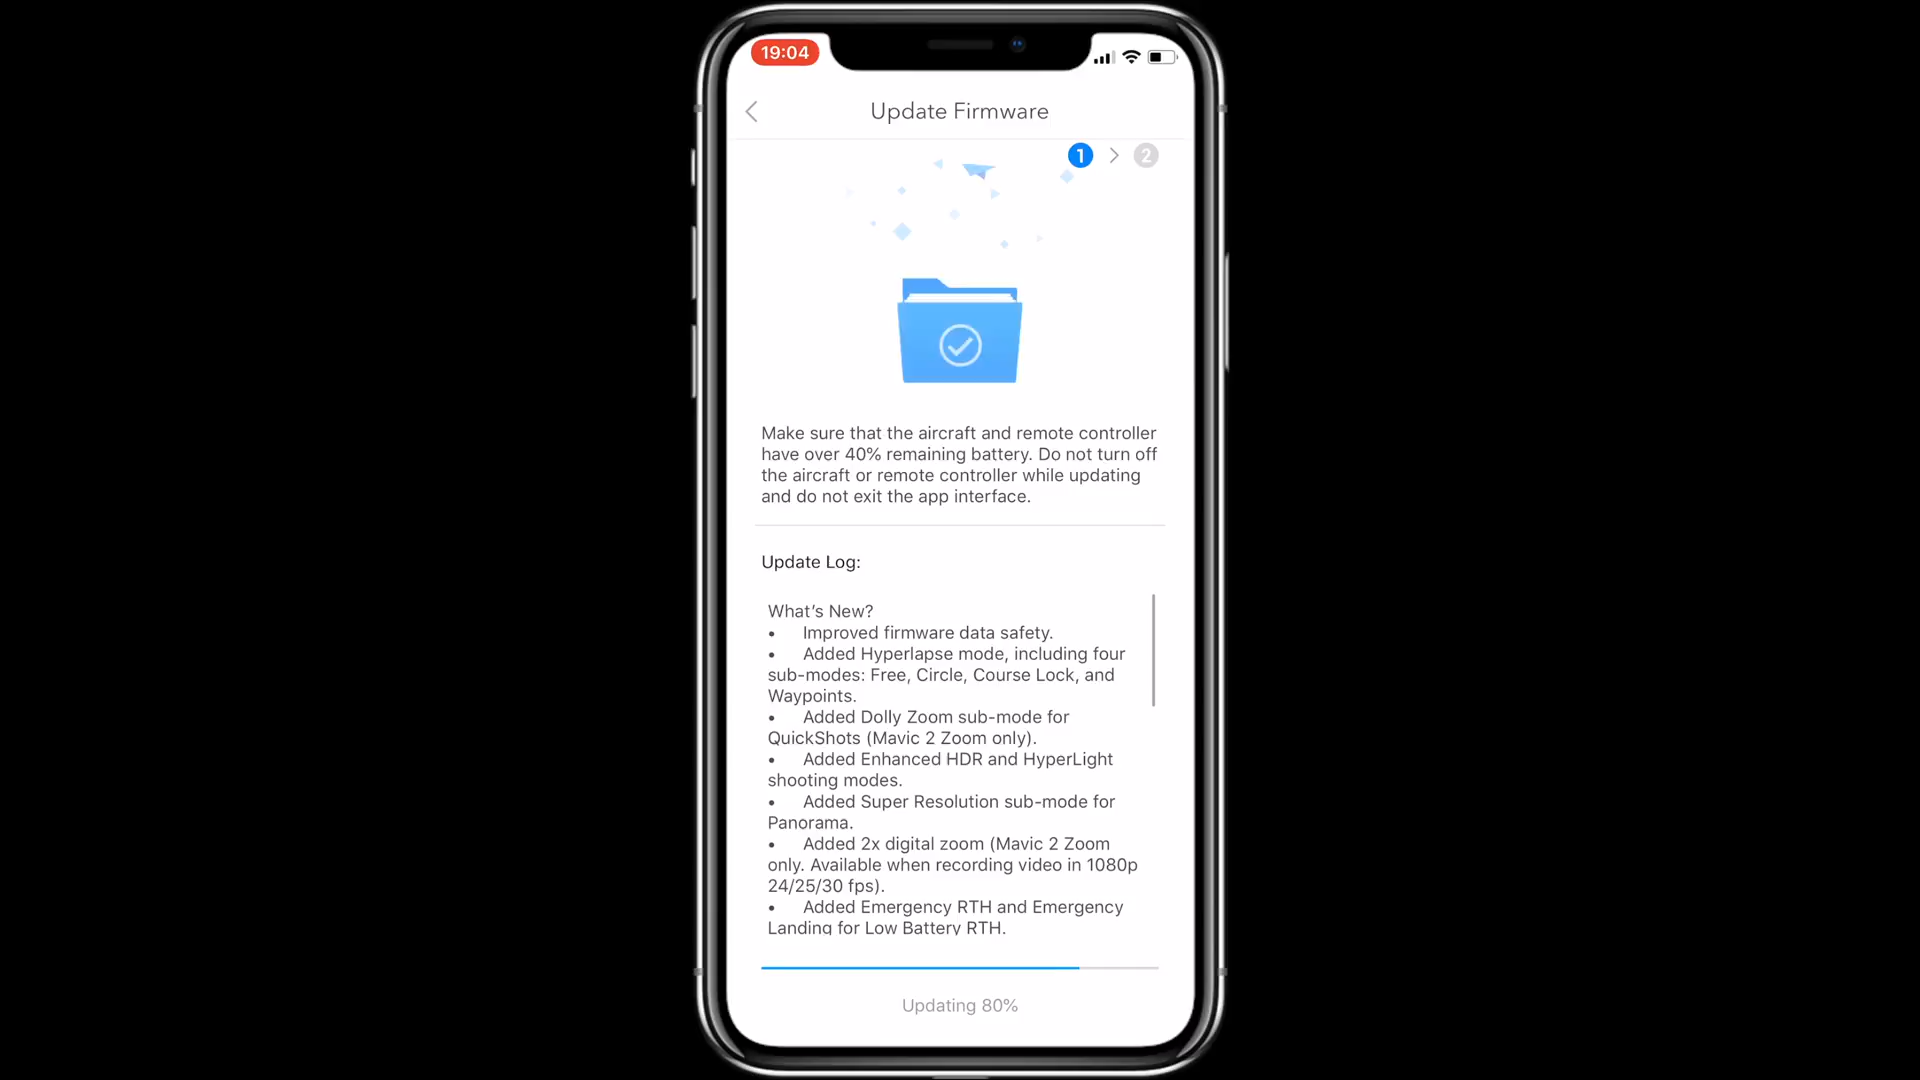 19:04
Update Firmware
1 2
Make sure that the aircraft and remote controller
have over 40% remaining battery. Do not turn off
the aircraft or remote controller while updating
and do not exit the app interface.
Update Log:
What's New?
• Improved firmware data safety.
• Added Hyperlapse mode, including four
sub-modes: Free, Circle, Course Lock, and
Waypoints.
• Added Dolly Zoom sub-mode for
QuickShots (Mavic 2 Zoom only).
• Added Enhanced HDR and HyperLight
shooting modes.
• Added Super Resolution sub-mode for
Panorama.
• Added 2x digital zoom (Mavic 2 Zoom
only. Available when recording video in 1080p
24/25/30 fps).
• Added Emergency RTH and Emergency
Landing for Low Battery RTH.
Updating 80%